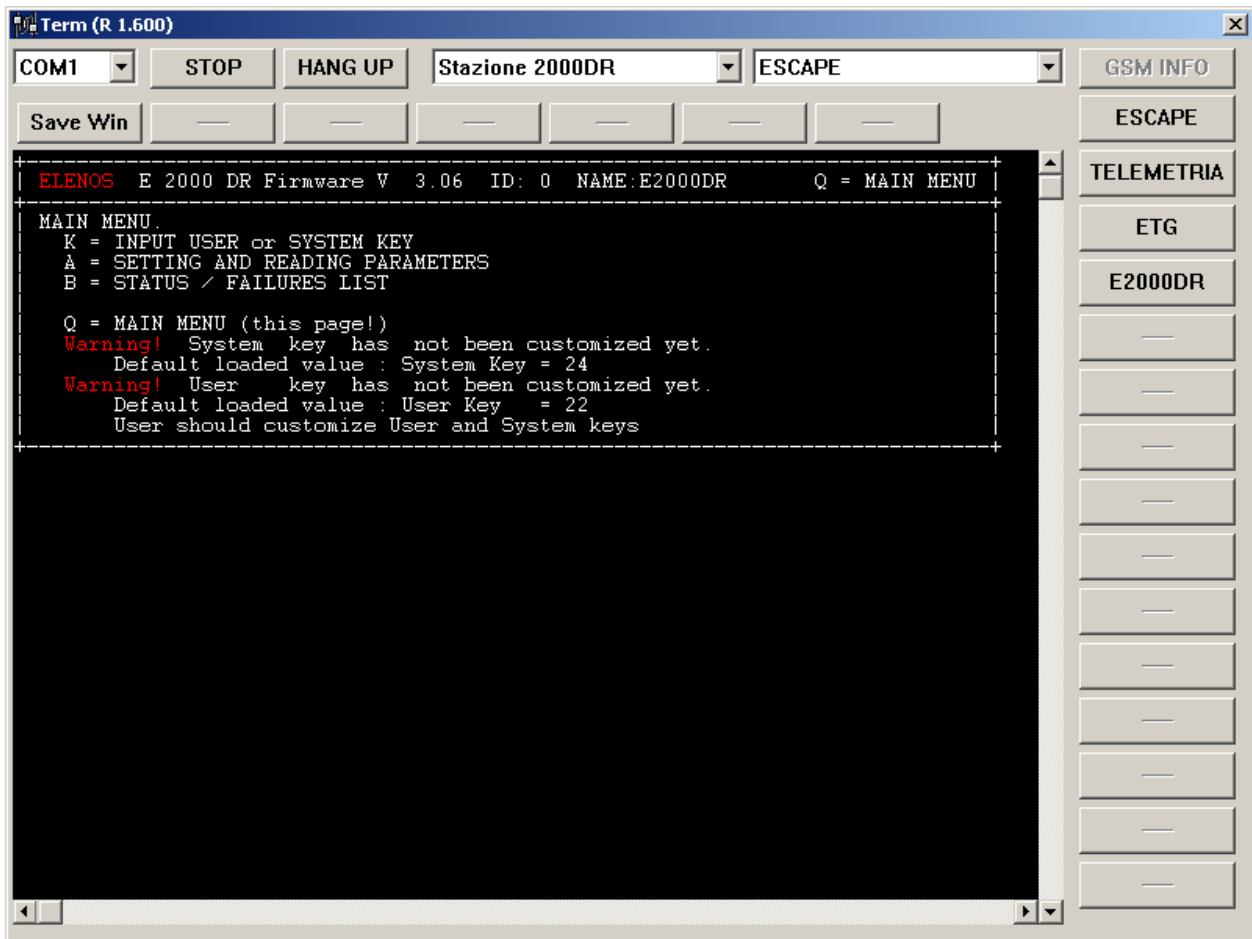 Term (R 1.600)
COM1 STOP HANG UP Stazione 2000DR ESCAPE GSM INFO
Save Win ESCAPE
TELEMETRIA
ETG
E2000DR
ELENOS E 2000 DR Firmware V 3.06 ID: 0 NAME:E2000DR Q = MAIN MENU
MAIN MENU.
K = INPUT USER or SYSTEM KEY
A = SETTING AND READING PARAMETERS
B = STATUS / FAILURES LIST
Q = MAIN MENU (this page!)
Warning! System key has not been customized yet.
Default loaded value : System Key = 24
Warning! User key has not been customized yet.
Default loaded value : User Key = 22
User should customize User and System keys